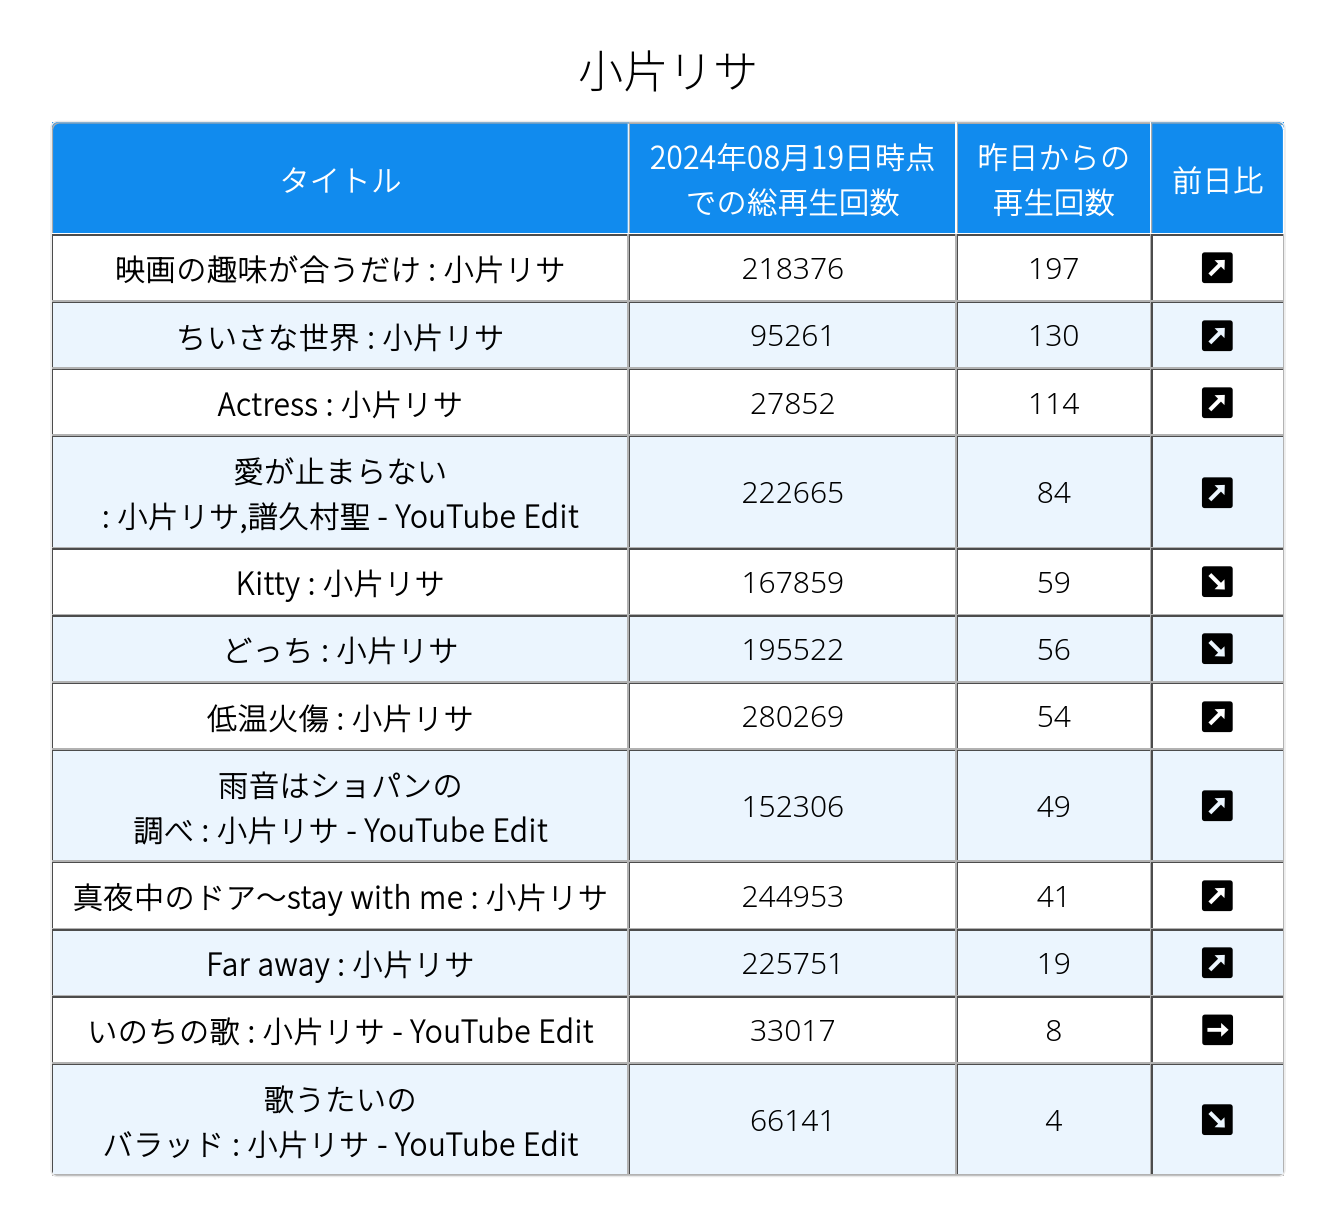 小片リサ
タイトル
2024年08月19日時点
での総再生回数
昨日からの
再生回数
前日比
映画の趣味が合うだけ : 小片リサ
218376
197
ちいさな世界 : 小片リサ
95261
130
Actress : 小片リサ
27852
114
愛が止まらない
: 小片リサ,譜久村聖 - YouTube Edit
222665
84
Kitty : 小片リサ
167859
59
どっち : 小片リサ
195522
56
低温火傷 : 小片リサ
280269
54
雨音はショパンの
調べ : 小片リサ - YouTube Edit
152306
49
真夜中のドア〜stay with me : 小片リサ
244953
41
Far away : 小片リサ
225751
19
いのちの歌 : 小片リサ - YouTube Edit
33017
8
歌うたいの
バラッド : 小片リサ - YouTube Edit
66141
4